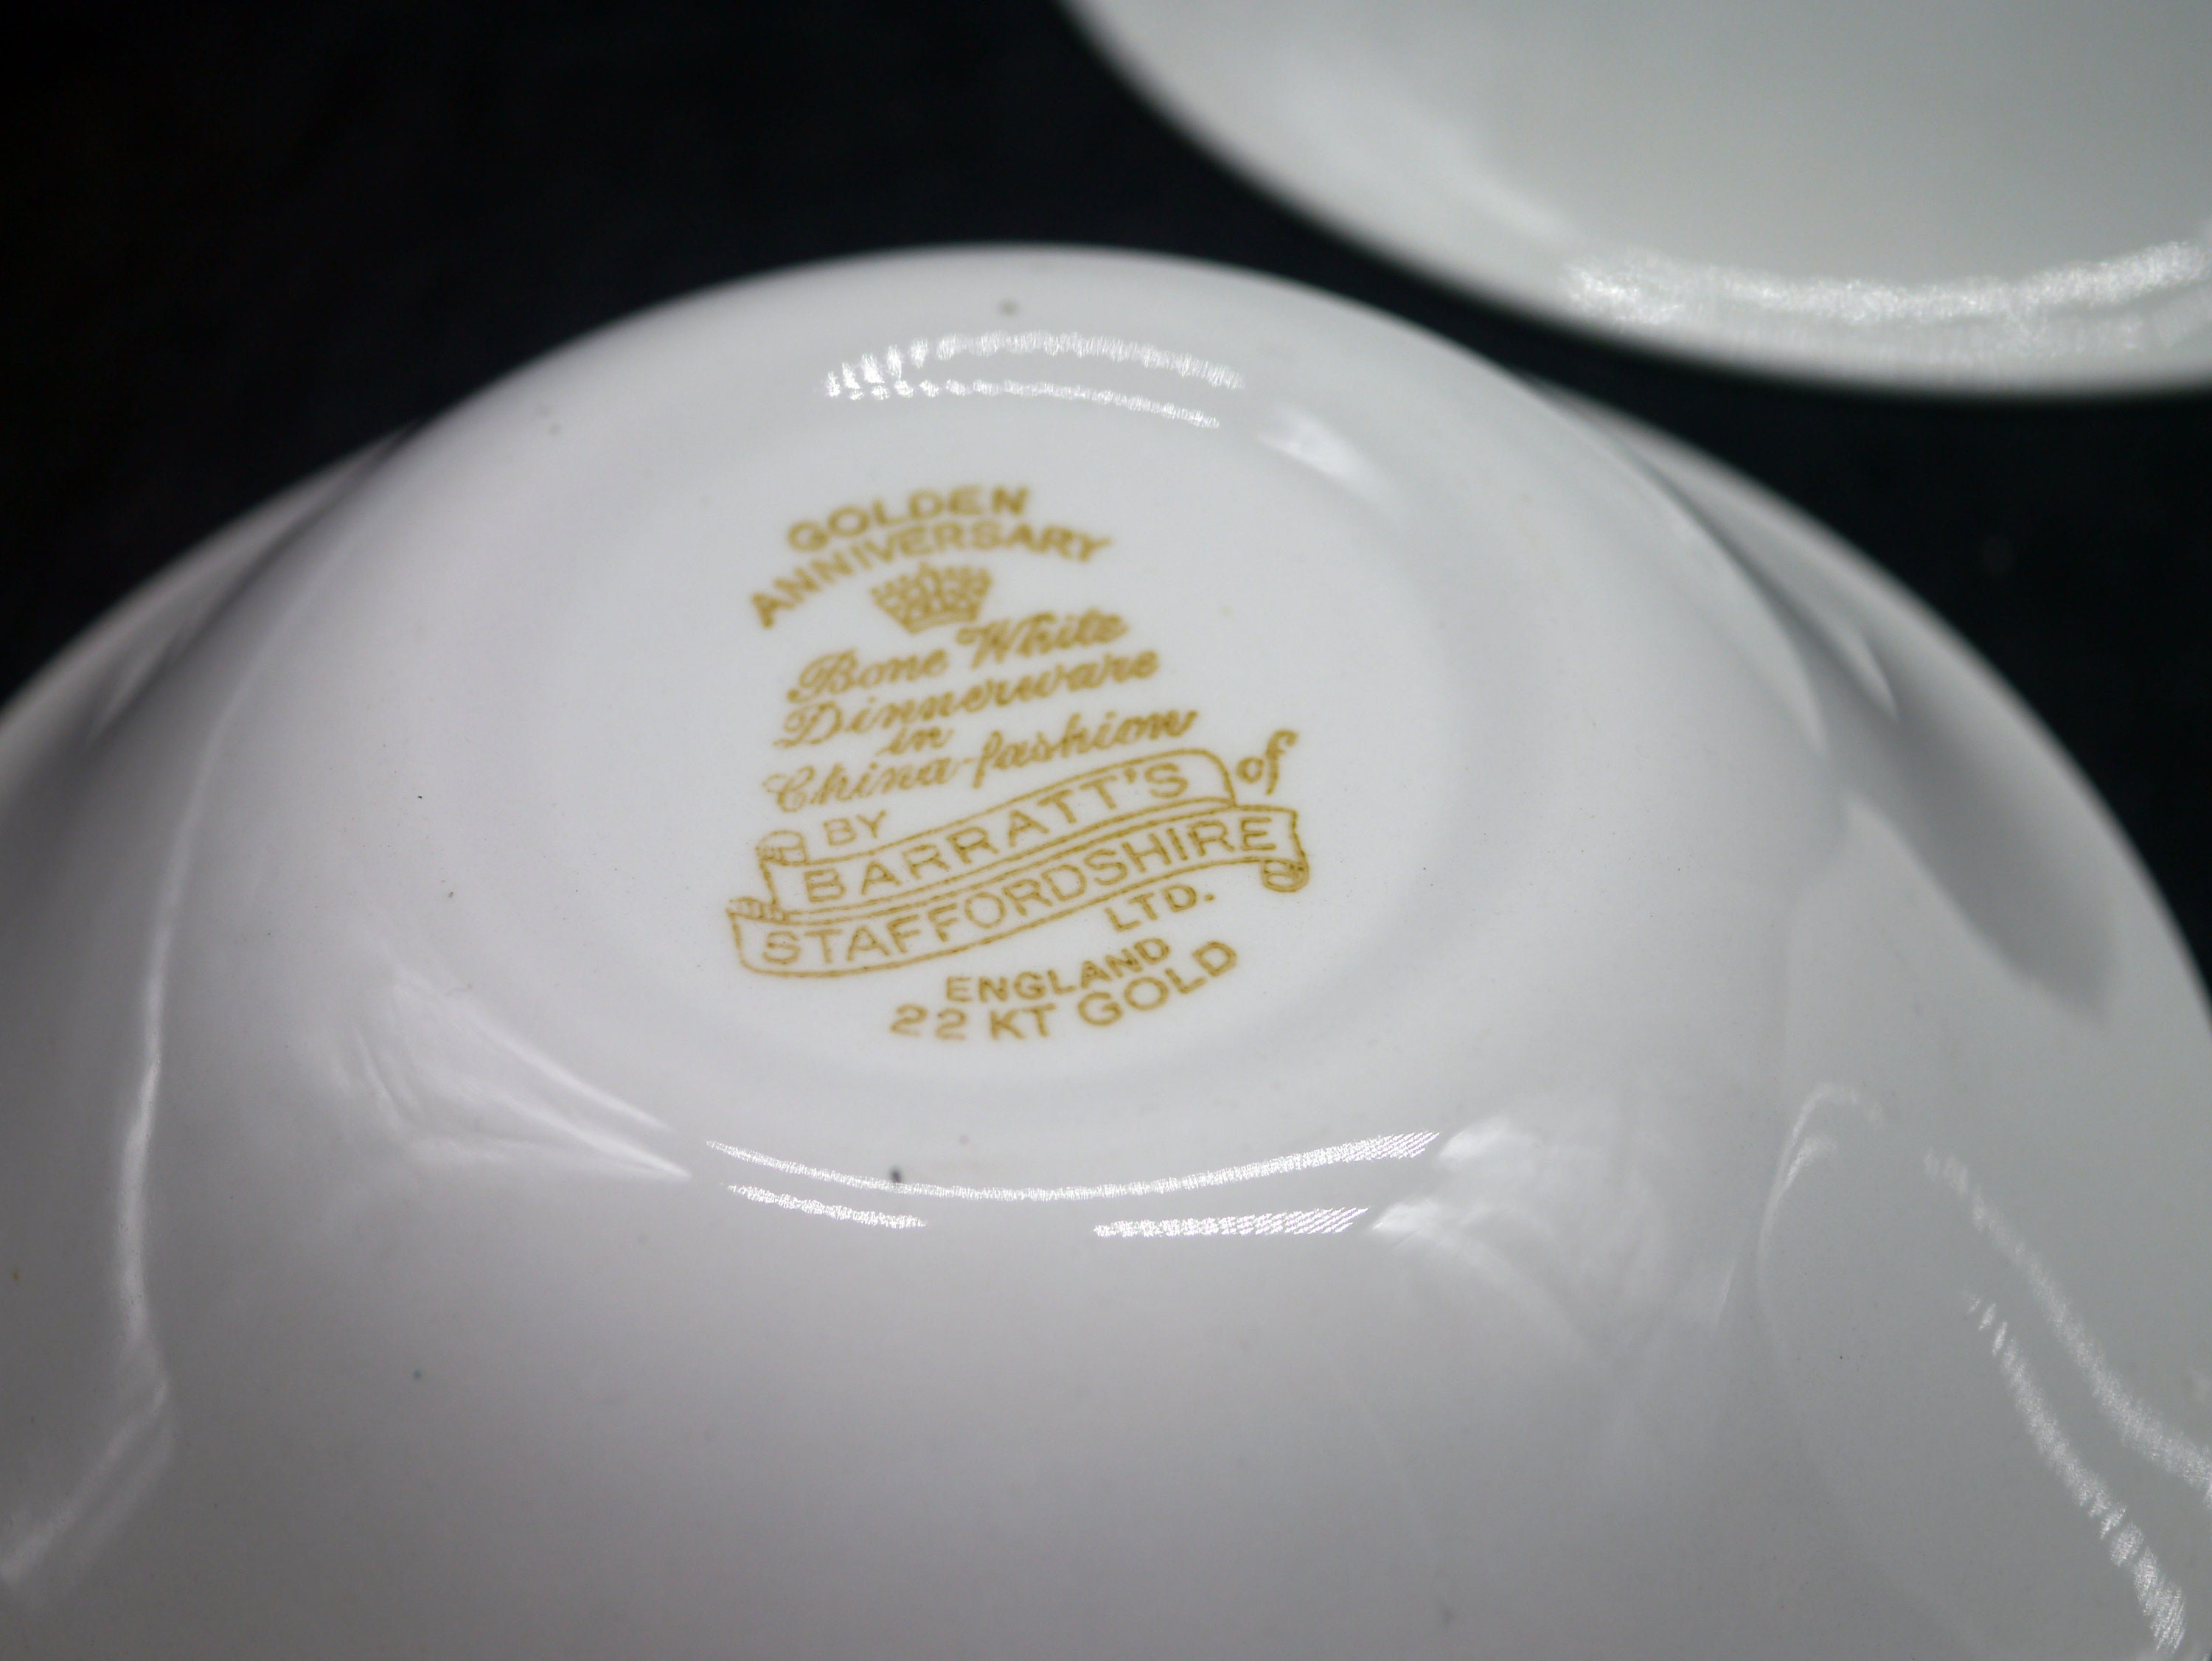 GOLDEN
ANNIVERSARY
Bone White
Dinnerware
in
China-fashion
BY
BARRATT'S of
STAFFORDSHIRE
LTD.
ENGLAND
22 KT GOLD